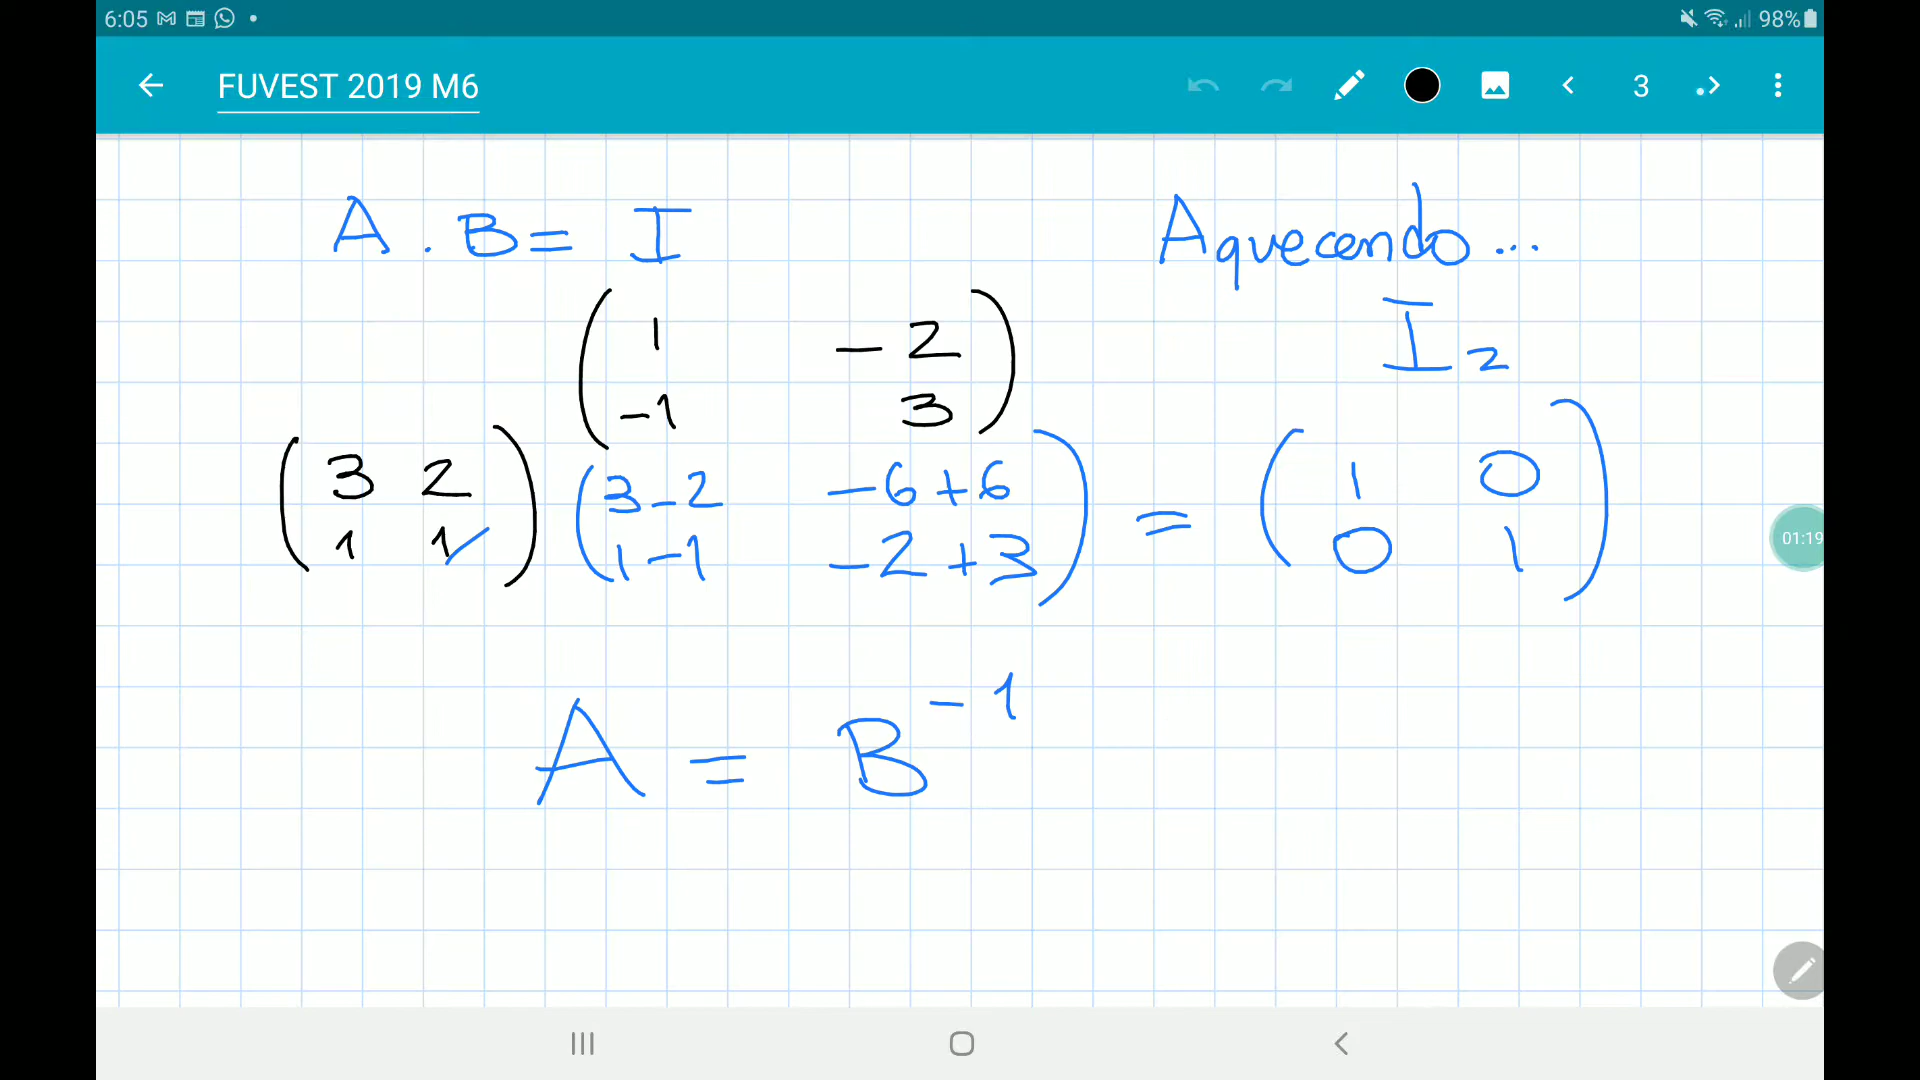 6:05 98%
FUVEST 2019 M6 3
A . B = I Aquecendo...
1 -2 I2
-1 3
3 2 3-2 -6+6 1 0
1 1 1-1 -2+3 = 0 1
01:19
A = B-1